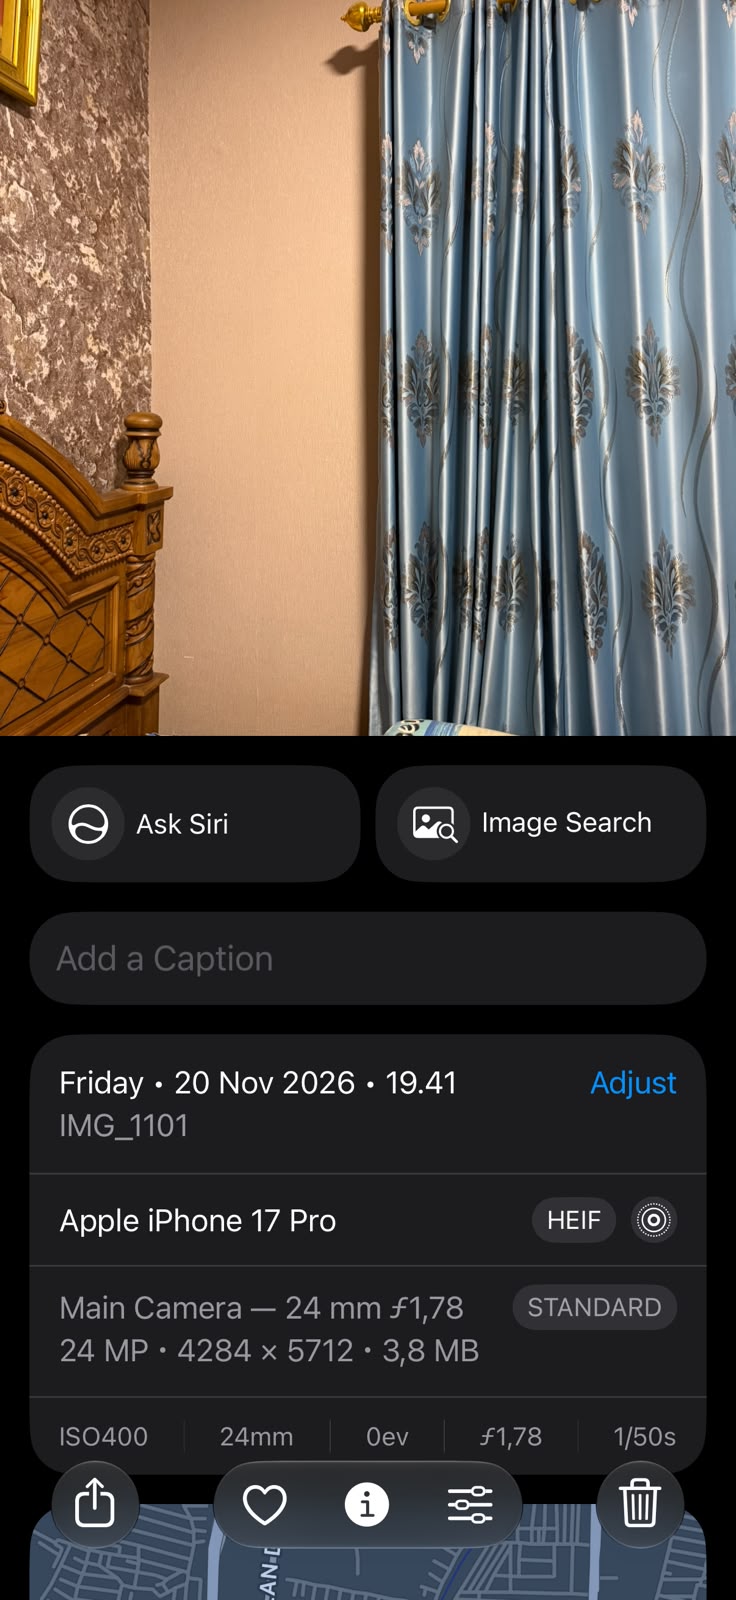 Ask Siri
Image Search
Add a Caption
Friday • 20 Nov 2026 • 19.41
Adjust
IMG_1101
Apple iPhone 17 Pro
HEIF
Main Camera — 24 mm ƒ1,78
STANDARD
24 MP • 4284 × 5712 • 3,8 MB
ISO400
24mm
0ev
ƒ1,78
1/50s